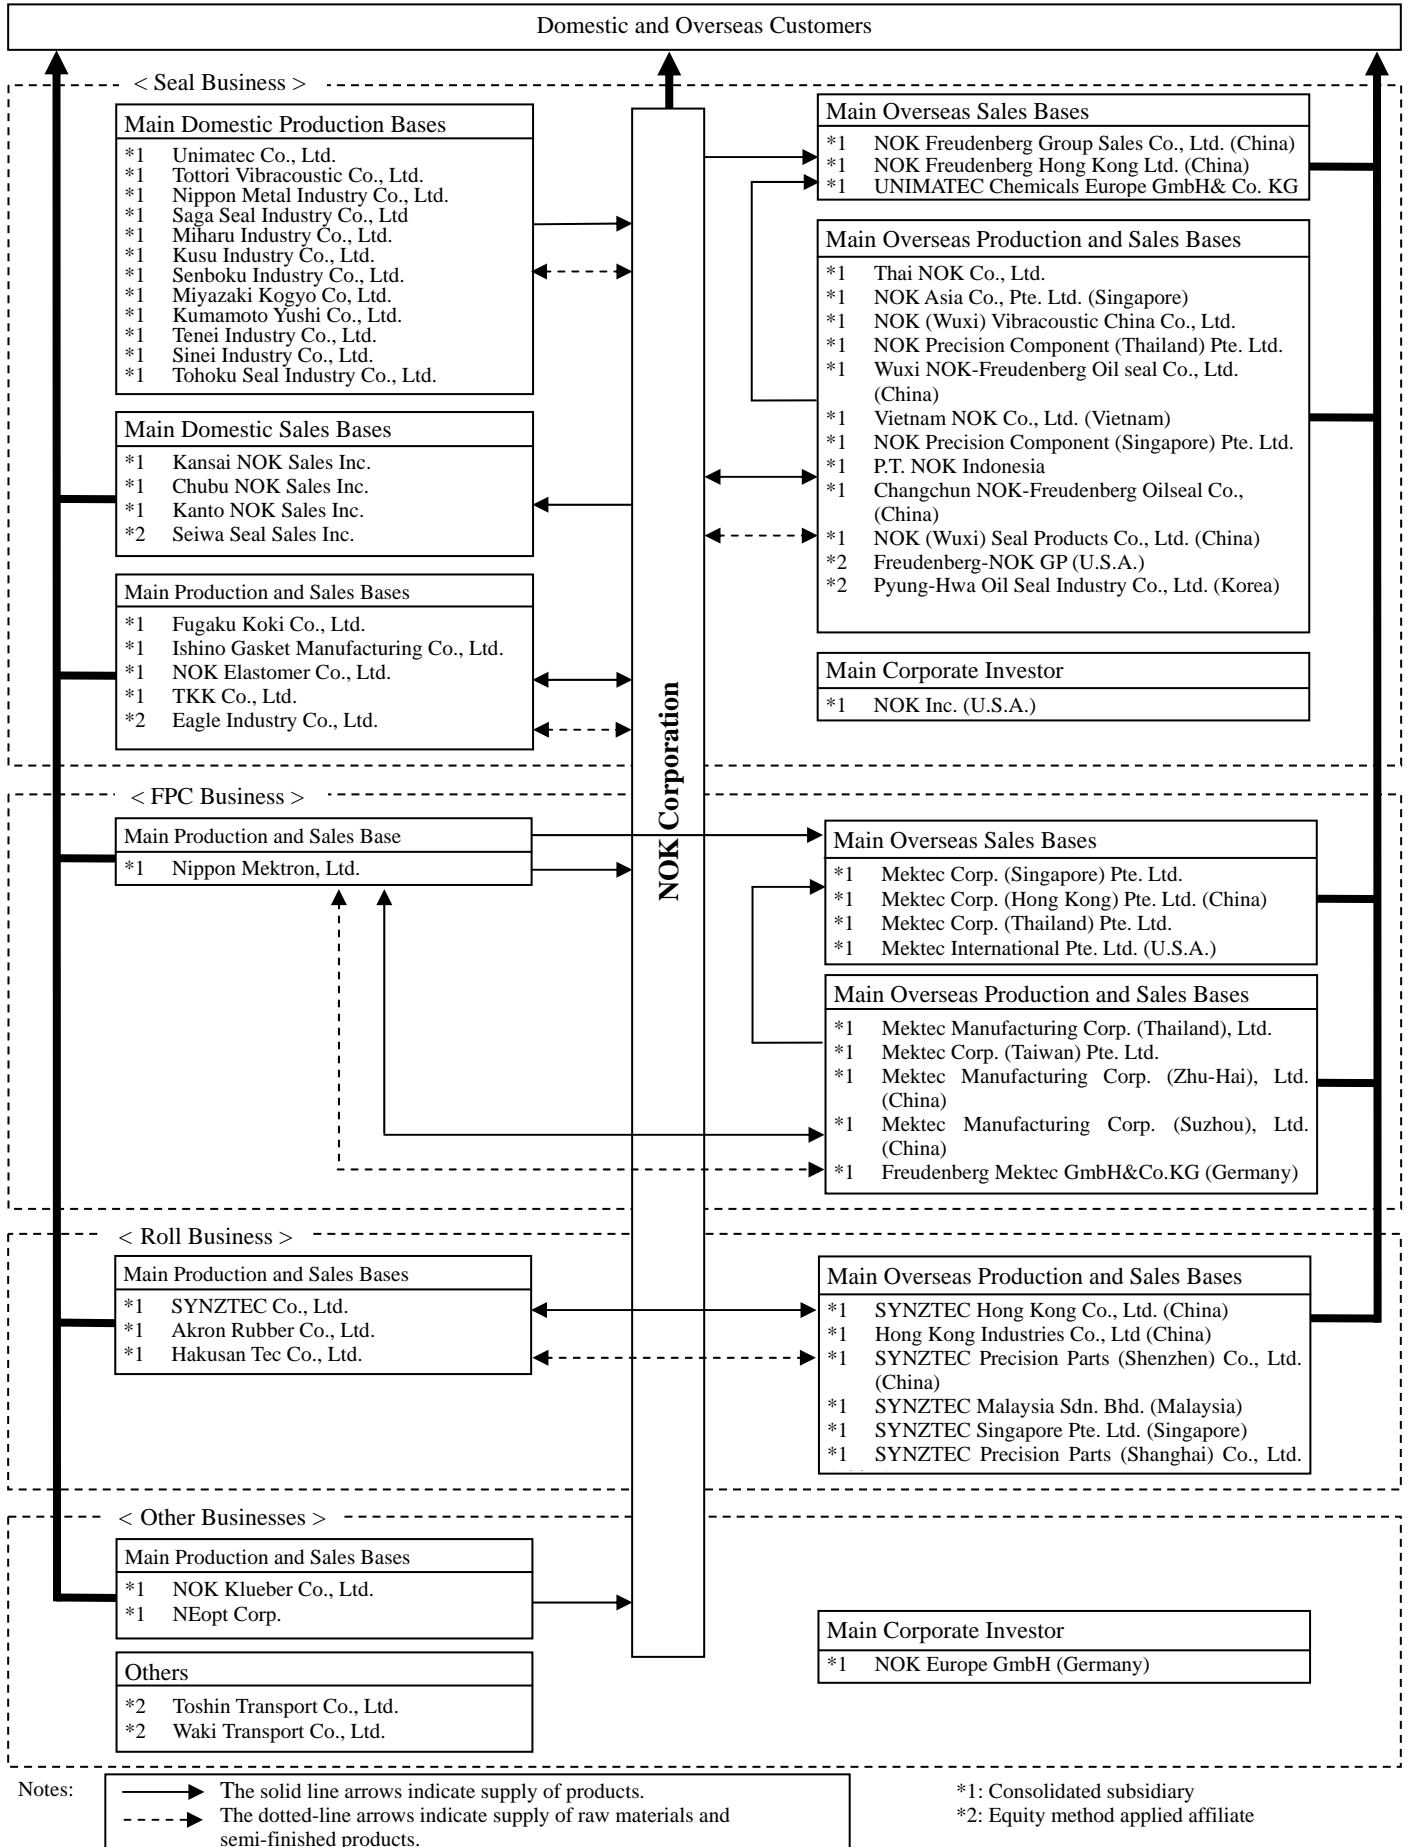 Domestic and Overseas Customers
< Seal Business >
Main Domestic Production Bases
*1 Unimatec Co., Ltd.
*1 Tottori Vibracoustic Co., Ltd.
*1 Nippon Metal Industry Co., Ltd.
*1 Saga Seal Industry Co., Ltd
*1 Miharu Industry Co., Ltd.
*1 Kusu Industry Co., Ltd.
*1 Senboku Industry Co., Ltd.
*1 Miyazaki Kogyo Co, Ltd.
*1 Kumamoto Yushi Co., Ltd.
*1 Tenei Industry Co., Ltd.
*1 Sinei Industry Co., Ltd.
*1 Tohoku Seal Industry Co., Ltd.
Main Domestic Sales Bases
*1 Kansai NOK Sales Inc.
*1 Chubu NOK Sales Inc.
*1 Kanto NOK Sales Inc.
*2 Seiwa Seal Sales Inc.
Main Production and Sales Bases
*1 Fugaku Koki Co., Ltd.
*1 Ishino Gasket Manufacturing Co., Ltd.
*1 NOK Elastomer Co., Ltd.
*1 TKK Co., Ltd.
*2 Eagle Industry Co., Ltd.
NOK Corporation
Main Overseas Sales Bases
*1 NOK Freudenberg Group Sales Co., Ltd. (China)
*1 NOK Freudenberg Hong Kong Ltd. (China)
*1 UNIMATEC Chemicals Europe GmbH& Co. KG
Main Overseas Production and Sales Bases
*1 Thai NOK Co., Ltd.
*1 NOK Asia Co., Pte. Ltd. (Singapore)
*1 NOK (Wuxi) Vibracoustic China Co., Ltd.
*1 NOK Precision Component (Thailand) Pte. Ltd.
*1 Wuxi NOK-Freudenberg Oil seal Co., Ltd.
(China)
*1 Vietnam NOK Co., Ltd. (Vietnam)
*1 NOK Precision Component (Singapore) Pte. Ltd.
*1 P.T. NOK Indonesia
*1 Changchun NOK-Freudenberg Oilseal Co.,
(China)
*1 NOK (Wuxi) Seal Products Co., Ltd. (China)
*2 Freudenberg-NOK GP (U.S.A.)
*2 Pyung-Hwa Oil Seal Industry Co., Ltd. (Korea)
Main Corporate Investor
*1 NOK Inc. (U.S.A.)
< FPC Business >
Main Production and Sales Base
*1 Nippon Mektron, Ltd.
Main Overseas Sales Bases
*1 Mektec Corp. (Singapore) Pte. Ltd.
*1 Mektec Corp. (Hong Kong) Pte. Ltd. (China)
*1 Mektec Corp. (Thailand) Pte. Ltd.
*1 Mektec International Pte. Ltd. (U.S.A.)
Main Overseas Production and Sales Bases
*1 Mektec Manufacturing Corp. (Thailand), Ltd.
*1 Mektec Corp. (Taiwan) Pte. Ltd.
*1 Mektec Manufacturing Corp. (Zhu-Hai), Ltd.
(China)
*1 Mektec Manufacturing Corp. (Suzhou), Ltd.
(China)
*1 Freudenberg Mektec GmbH&Co.KG (Germany)
< Roll Business >
Main Production and Sales Bases
*1 SYNZTEC Co., Ltd.
*1 Akron Rubber Co., Ltd.
*1 Hakusan Tec Co., Ltd.
Main Overseas Production and Sales Bases
*1 SYNZTEC Hong Kong Co., Ltd. (China)
*1 Hong Kong Industries Co., Ltd (China)
*1 SYNZTEC Precision Parts (Shenzhen) Co., Ltd.
(China)
*1 SYNZTEC Malaysia Sdn. Bhd. (Malaysia)
*1 SYNZTEC Singapore Pte. Ltd. (Singapore)
*1 SYNZTEC Precision Parts (Shanghai) Co., Ltd.
< Other Businesses >
Main Production and Sales Bases
*1 NOK Klueber Co., Ltd.
*1 NEopt Corp.
Others
*2 Toshin Transport Co., Ltd.
*2 Waki Transport Co., Ltd.
Main Corporate Investor
*1 NOK Europe GmbH (Germany)
Notes:
The solid line arrows indicate supply of products.
The dotted-line arrows indicate supply of raw materials and
semi-finished products.
*1: Consolidated subsidiary
*2: Equity method applied affiliate